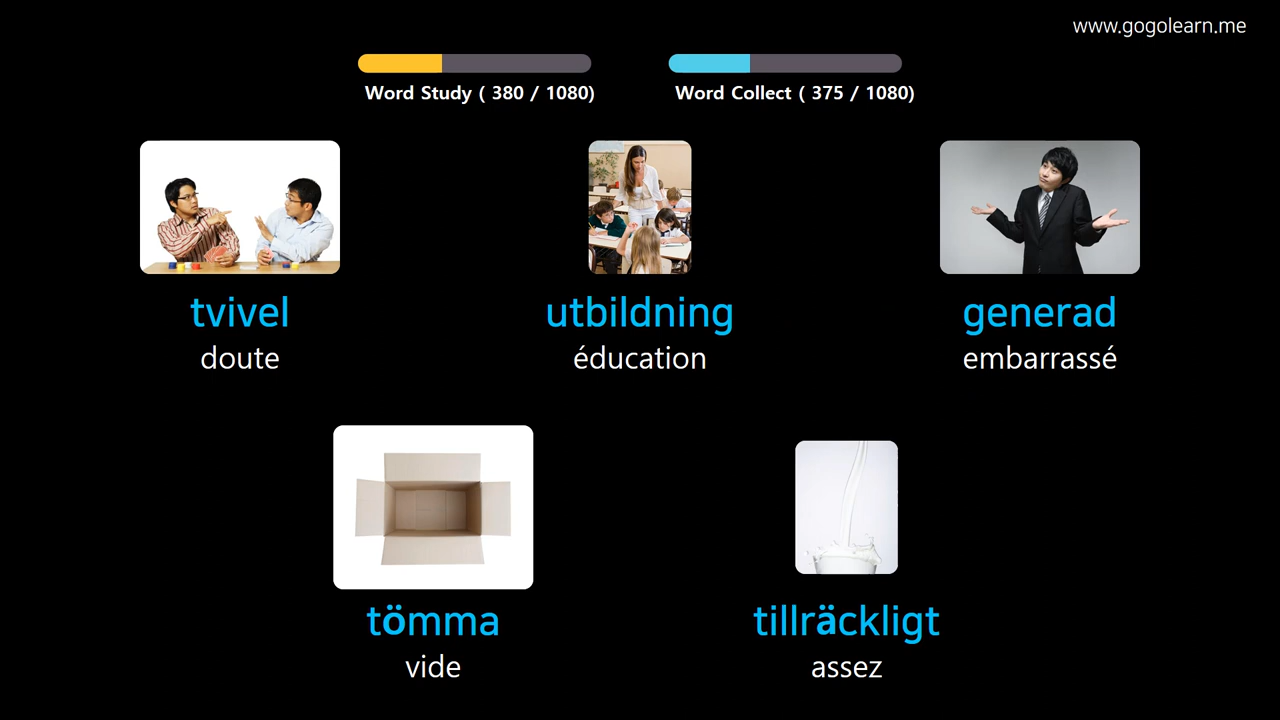 www.gogolearn.me
Word Study ( 380 / 1080)
Word Collect ( 375 / 1080)
tvivel
doute
utbildning
éducation
generad
embarrassé
tömma
vide
tillräckligt
assez